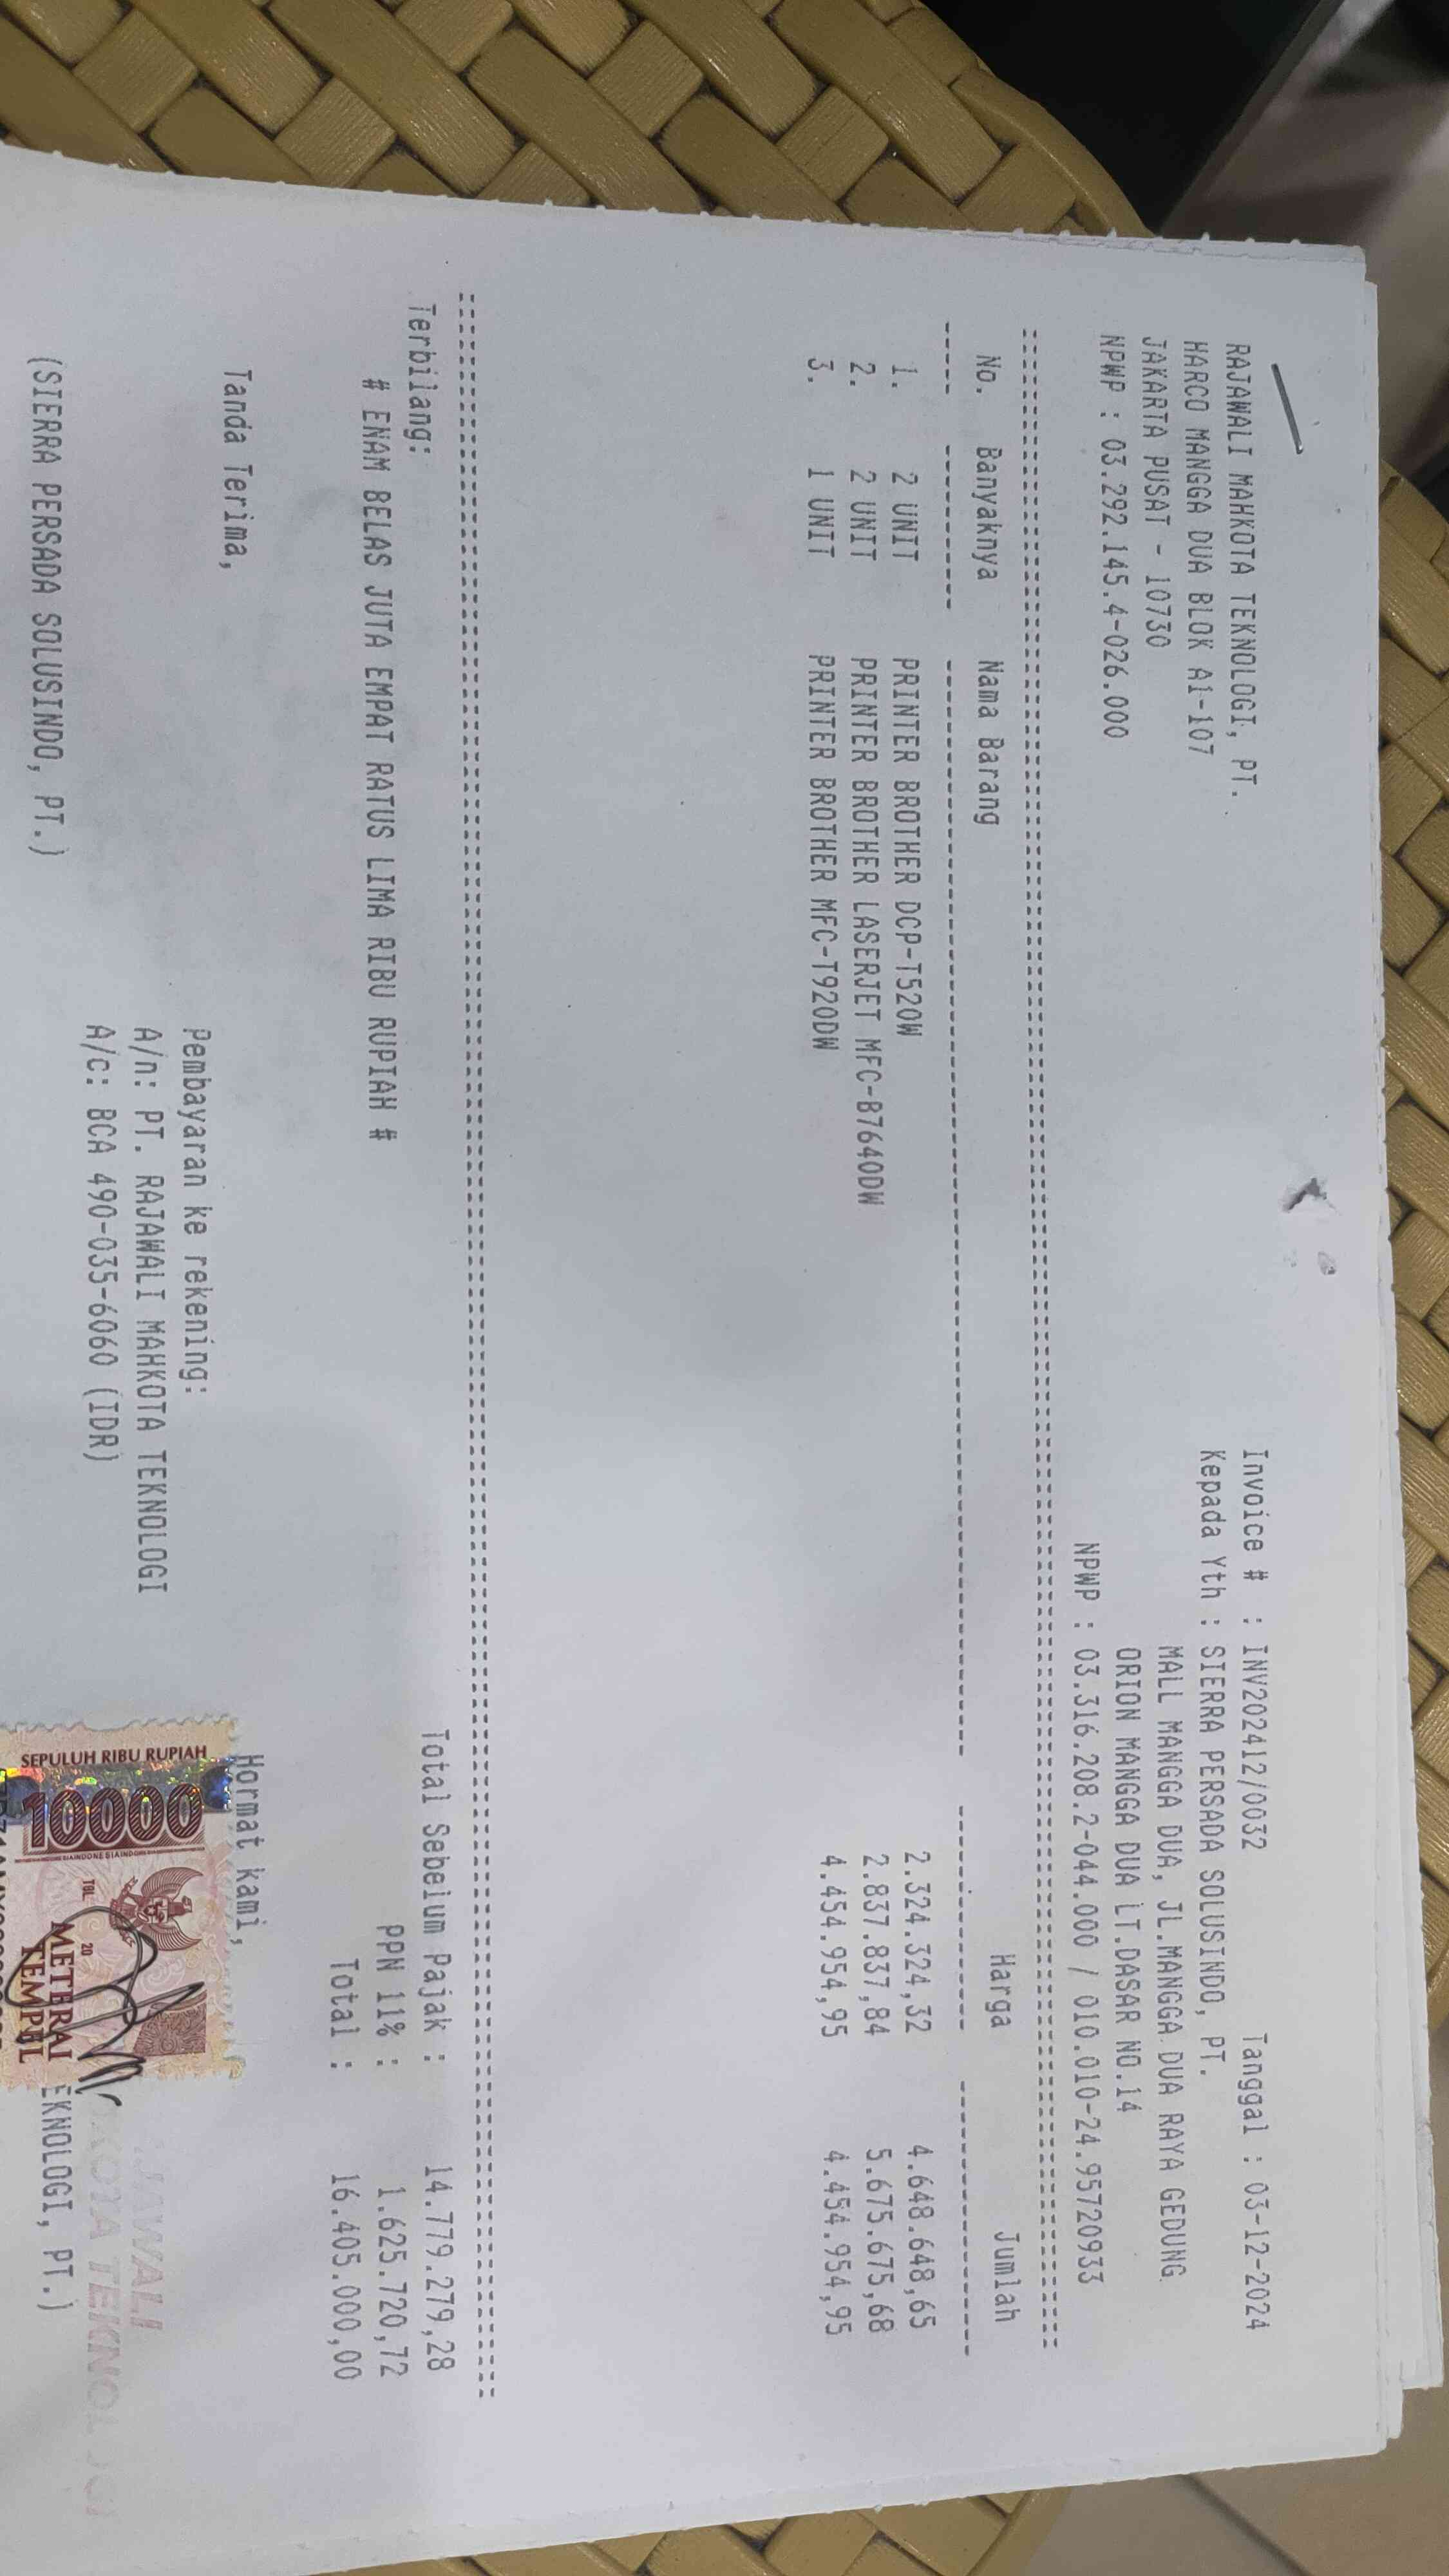 RAJAWALI MAHKOTA TEKNOLOGI, PT.
HARCO MANGGA DUA BLOK A1-107
JAKARTA PUSAT - 10730
NPWP : 03.292.145.4-026.000
Invoice # : INV202412/0032 Tanggal : 03-12-2024
Kepada Yth : SIERRA PERSADA SOLUSINDO, PT.
MALL MANGGA DUA, JL.MANGGA DUA RAYA GEDUNG
ORION MANGGA DUA LT.DASAR NO.14
NPWP : 03.316.208.2-044.000 / 010.010-24.95720933
No. Banyaknya Nama Barang Harga Jumlah
1. 2 UNIT PRINTER BROTHER DCP-T520W 2.324.324,32 4.648.648,65
2. 2 UNIT PRINTER BROTHER LASERJET MFC-B7640DW 2.837.837,84 5.675.675,68
3. 1 UNIT PRINTER BROTHER MFC-T920DW 4.454.954,95 4.454.954,95
Terbilang:
# ENAM BELAS JUTA EMPAT RATUS LIMA RIBU RUPIAH #
Total Sebelum Pajak : 14.779.279,28
PPN 11% : 1.625.720,72
Total : 16.405.000,00
Tanda Terima,
(SIERRA PERSADA SOLUSINDO, PT.)
Pembayaran ke rekening:
A/n: PT. RAJAWALI MAHKOTA TEKNOLOGI
A/c: BCA 490-035-6060 (IDR)
Hormat kami,
SEPULUH RIBU RUPIAH
10000
TGL 20
METERAI
TEMPEL
JAWALI
KOTA TEKNOL
EKNOLOGI, PT.)